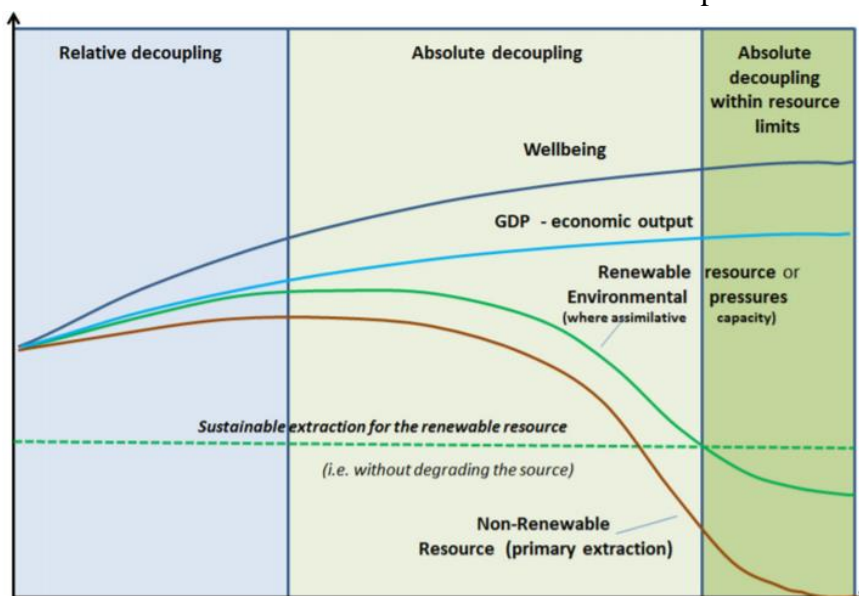 Relative decoupling
Absolute decoupling
Absolute
decoupling
within resource
limits
Wellbeing
GDP - economic output
Renewable resource or
Environmental pressures
(where assimilative capacity)
Sustainable extraction for the renewable resource
(i.e. without degrading the source)
Non-Renewable
Resource (primary extraction)